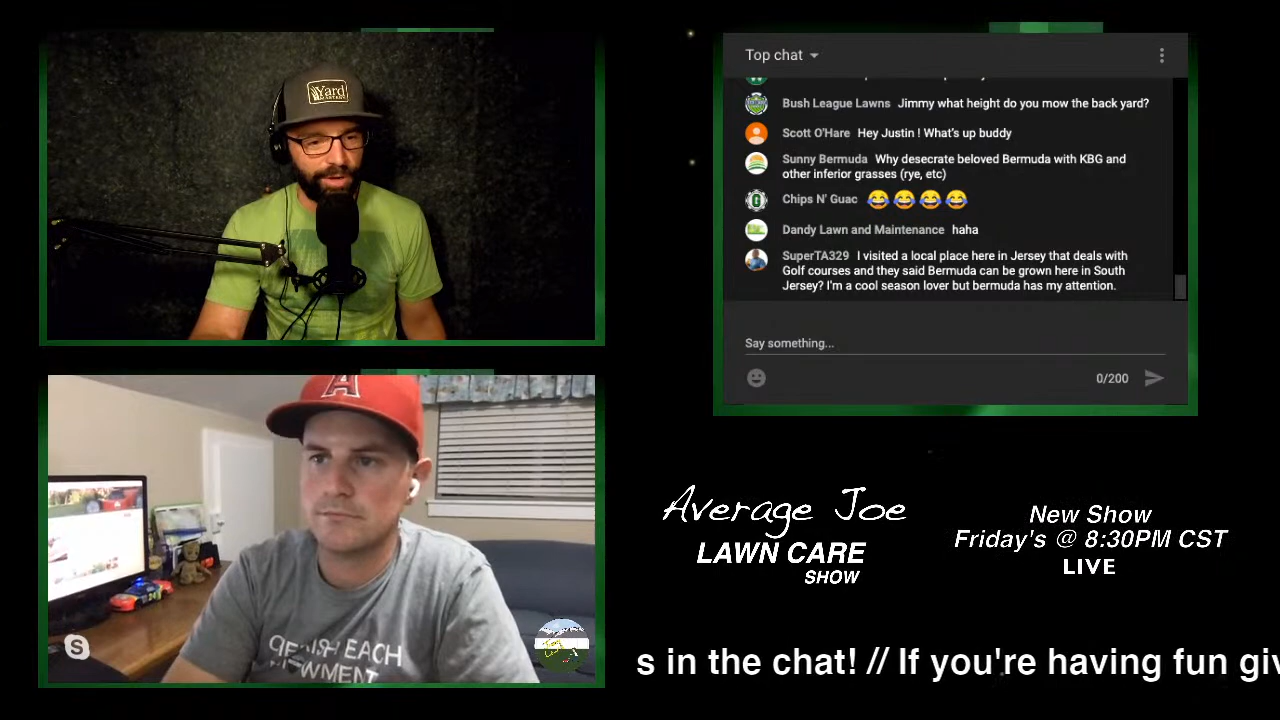 Yard
Top chat
Bush League Lawns Jimmy what height do you mow the back yard?
Scott O'Hare Hey Justin ! What's up buddy
Sunny Bermuda Why desecrate beloved Bermuda with KBG and
other inferior grasses (rye, etc)
Chips N' Guac 😂😂😂😂
Dandy Lawn and Maintenance haha
SuperTA329 I visited a local place here in Jersey that deals with
Golf courses and they said Bermuda can be grown here in South
Jersey? I'm a cool season lover but bermuda has my attention.
Say something...
0/200
A
S
EACH
Average Joe
LAWN CARE
SHOW
New Show
Friday's @ 8:30PM CST
LIVE
s in the chat! // If you're having fun giv